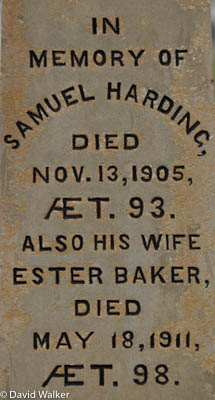 IN
MEMORY OF
SAMUEL HARDING,
DIED
NOV. 13, 1905,
ÆT. 93.
ALSO HIS WIFE
ESTER BAKER,
DIED
MAY 18, 1911,
ÆT. 98.
© David Walker